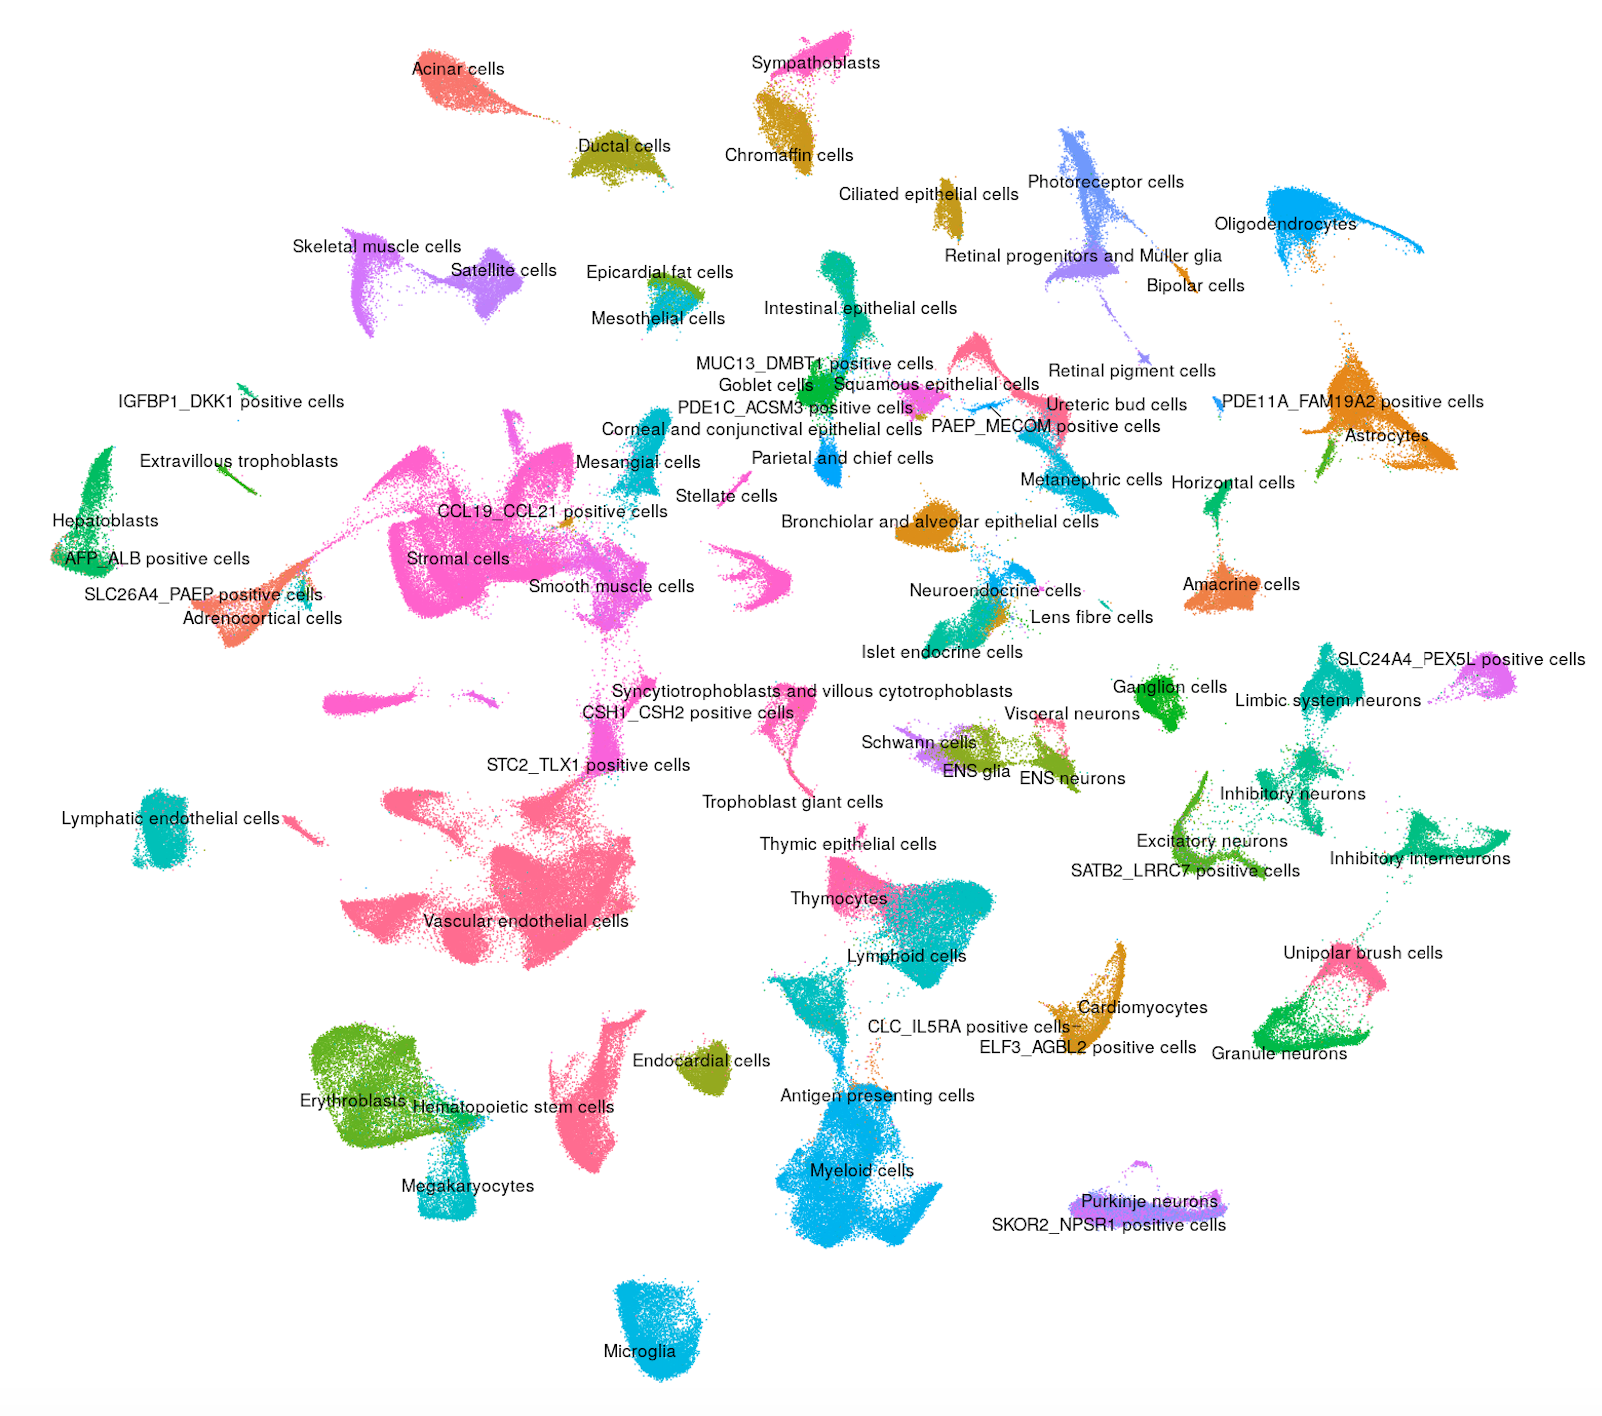 Sympathoblasts
Acinar cells
Ductal cells
Chromaffin cells
Photoreceptor cells
Ciliated epithelial cells
Oligodendrocytes
Skeletal muscle cells
Retinal progenitors and Muller glia
Satellite cells
Epicardial fat cells
Bipolar cells
Intestinal epithelial cells
Mesothelial cells
MUC13_DMBT1 positive cells
Retinal pigment cells
Goblet cells
Squamous epithelial cells
IGFBP1_DKK1 positive cells
PDE11A_FAM19A2 positive cells
Ureteric bud cells
PDE1C_ACSM3 positive cells
PAEP_MECOM positive cells
Corneal and conjunctival epithelial cells
Astrocytes
Parietal and chief cells
Extravillous trophoblasts
Mesangial cells
Metanephric cells
Horizontal cells
Stellate cells
CCL19_CCL21 positive cells
Hepatoblasts
Bronchiolar and alveolar epithelial cells
AFP_ALB positive cells
Stromal cells
Amacrine cells
Smooth muscle cells
Neuroendocrine cells
SLC26A4_PAEP positive cells
Adrenocortical cells
Lens fibre cells
Islet endocrine cells
SLC24A4_PEX5L positive cells
Ganglion cells
Syncytiotrophoblasts and villous cytotrophoblasts
Limbic system neurons
CSH1_CSH2 positive cells
Visceral neurons
Schwann cells
STC2_TLX1 positive cells
ENS glia
ENS neurons
Inhibitory neurons
Trophoblast giant cells
Lymphatic endothelial cells
Excitatory neurons
Thymic epithelial cells
Inhibitory interneurons
SATB2_LRRC7 positive cells
Thymocytes
Vascular endothelial cells
Unipolar brush cells
Lymphoid cells
Cardiomyocytes
CLC_IL5RA positive cells
ELF3_AGBL2 positive cells
Granule neurons
Endocardial cells
Antigen presenting cells
Erythroblasts
Hematopoietic stem cells
Myeloid cells
Megakaryocytes
Purkinje neurons
SKOR2_NPSR1 positive cells
Microglia